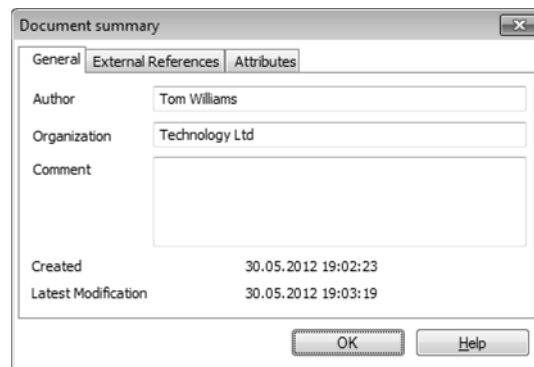 Document summary
General External References Attributes
Author Tom Williams
Organization Technology Ltd
Comment
Created 30.05.2012 19:02:23
Latest Modification 30.05.2012 19:03:19
OK Help